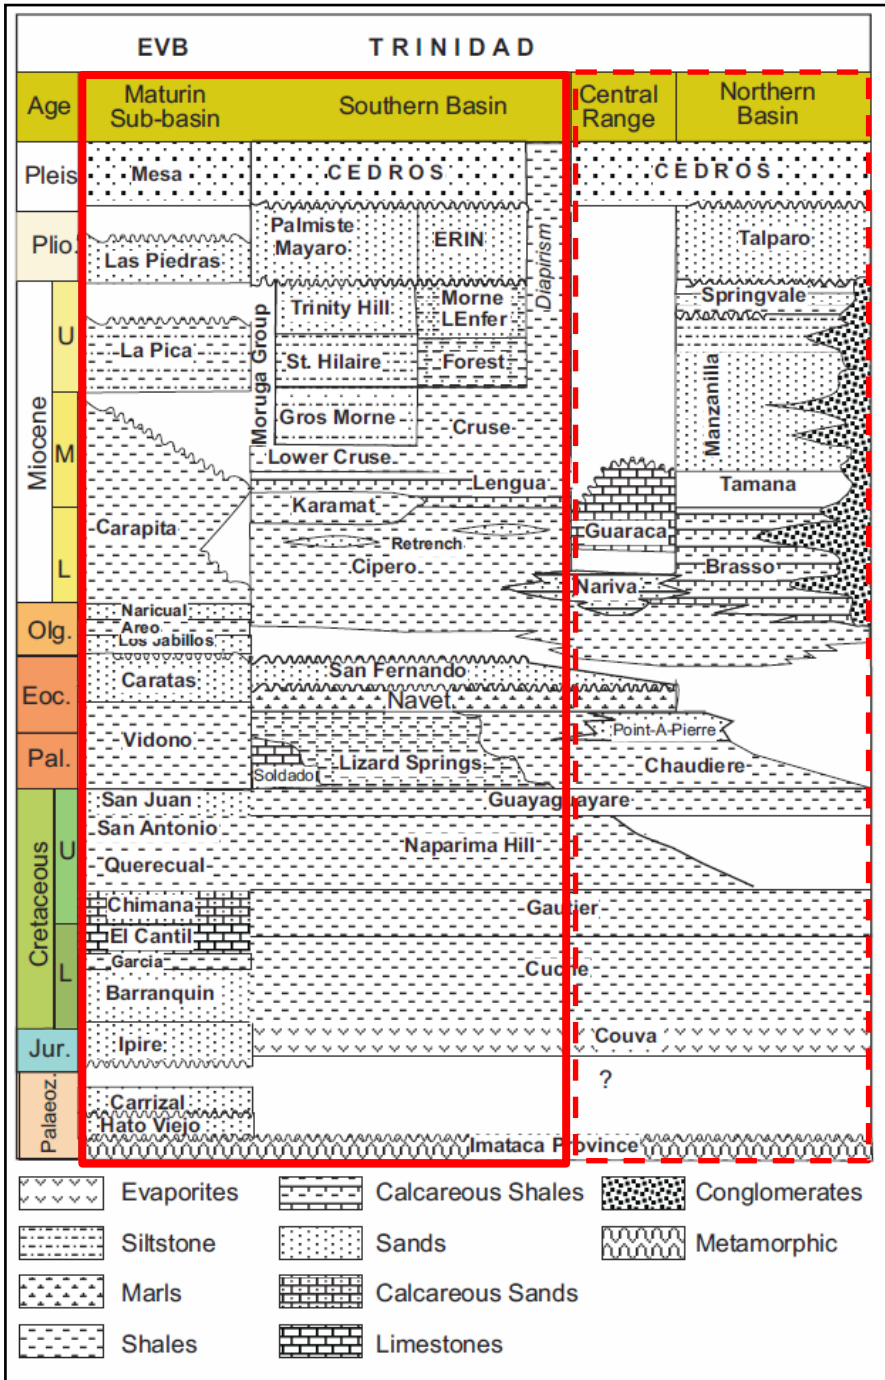 EVB
TRINIDAD
Age
Maturin
Sub-basin
Southern Basin
Central
Range
Northern
Basin
Pleis
Mesa
CEDROS
CEDROS
Plio.
Las Piedras
Palmiste
Mayaro
ERIN
Diapirism
Talparo
Miocene
U
La Pica
Moruga Group
Trinity Hill
Morne
LEnfer
Springvale
St. Hilaire
Forest
M
Gros Morne
Cruse
Manzanilla
Lower Cruse
Lengua
Tamana
Carapita
Karamat
Guaraca
L
Retrench
Cipero
Nariva
Brasso
Olg.
Naricual
Areo
Los Jabillos
Eoc.
Caratas
San Fernando
Navet
Pal.
Vidono
Soldado
Lizard Springs
Point-A-Pierre
Chaudiere
Cretaceous
U
San Juan
Guayaguayare
San Antonio
Naparima Hill
Querecual
Chimana
Gautier
L
El Cantil
Garcia
Cuche
Barranquin
Jur.
Ipire
Couva
?
Palaeoz.
Carrizal
Hato Viejo
Imataca Province
Evaporites
Calcareous Shales
Conglomerates
Siltstone
Sands
Metamorphic
Marls
Calcareous Sands
Shales
Limestones